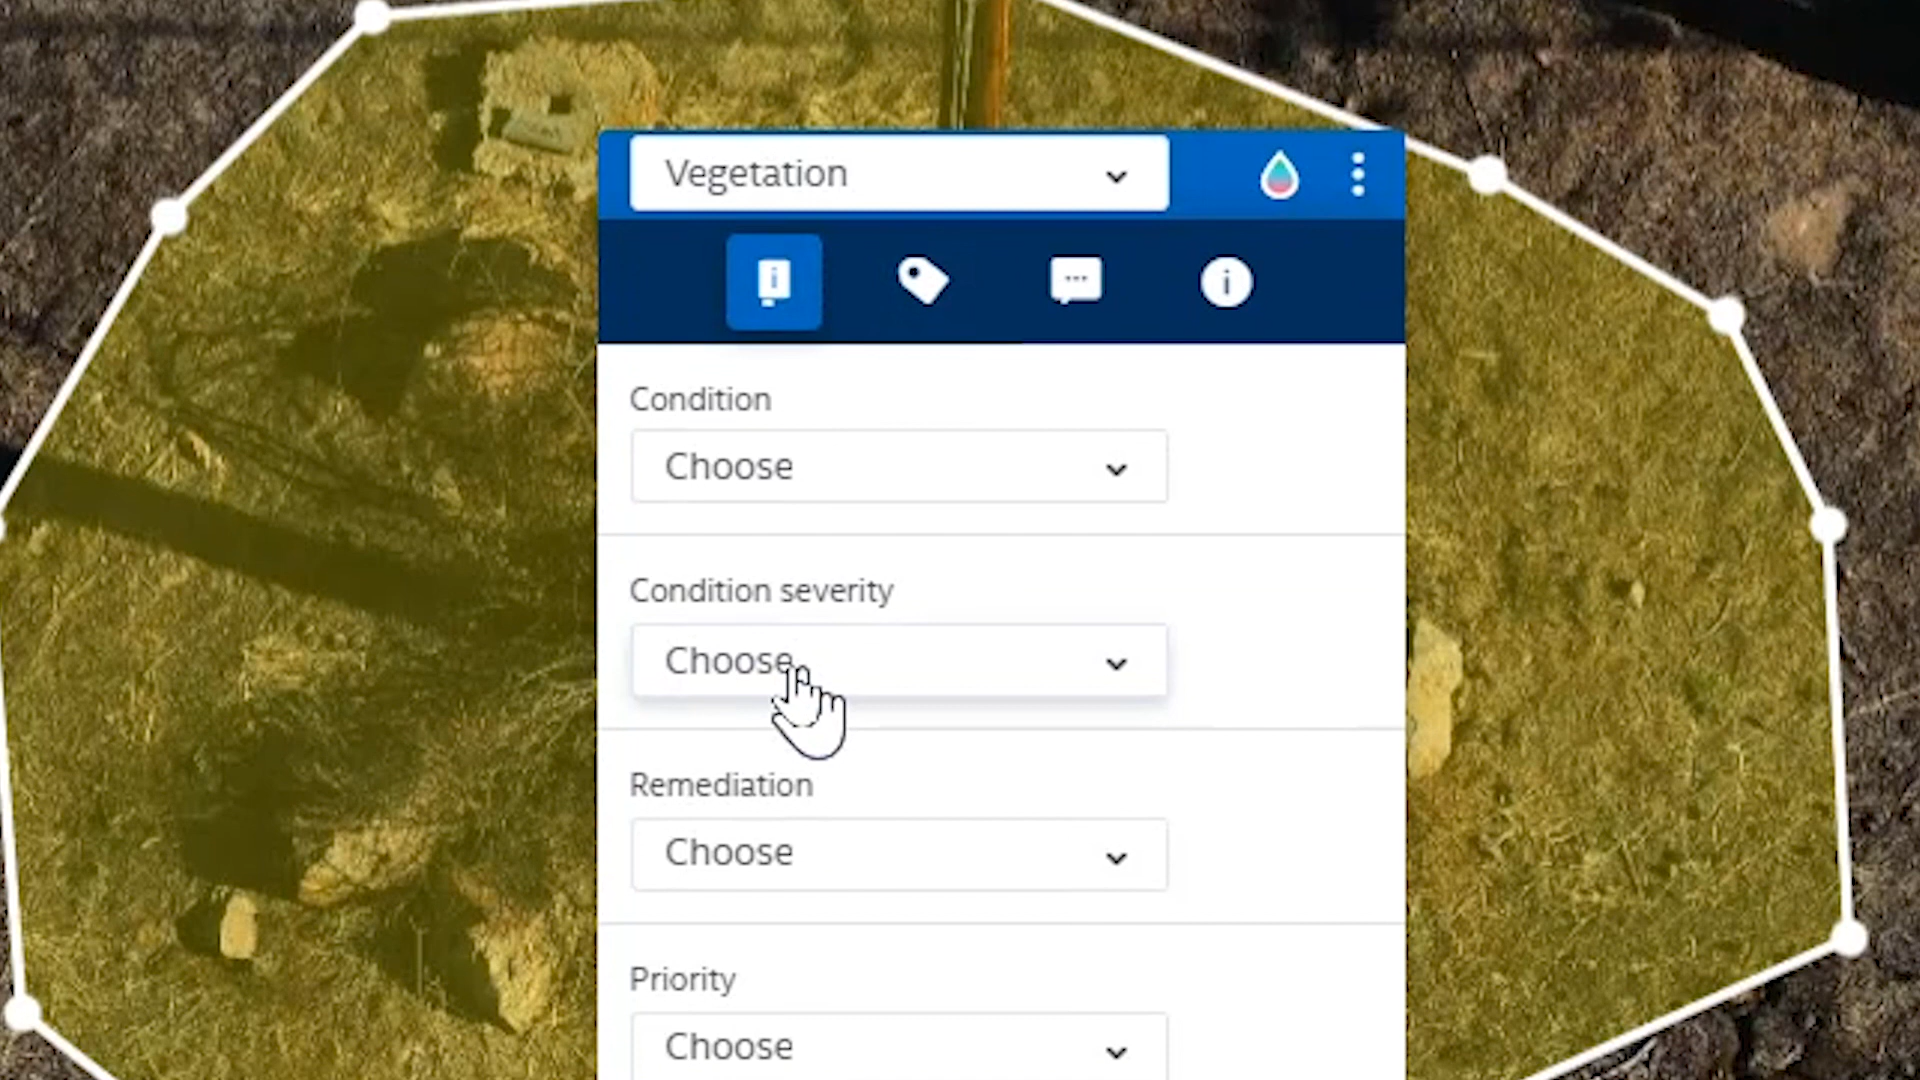 Vegetation
Condition
Choose
Condition severity
Choose
Remediation
Choose
Priority
Choose